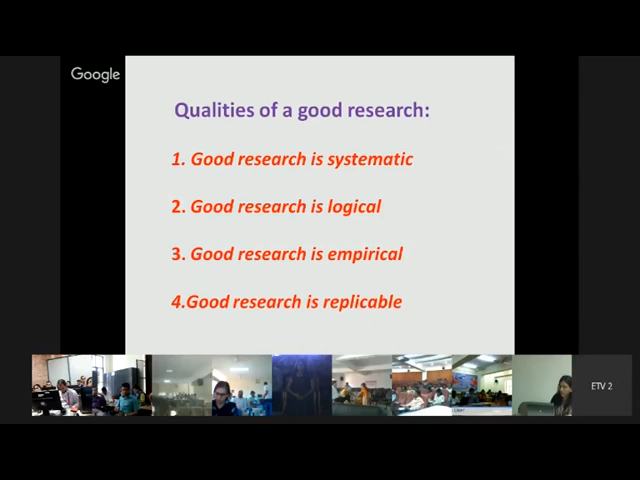 Google
Qualities of a good research:
1. Good research is systematic
2. Good research is logical
3. Good research is empirical
4.Good research is replicable
ETV 2